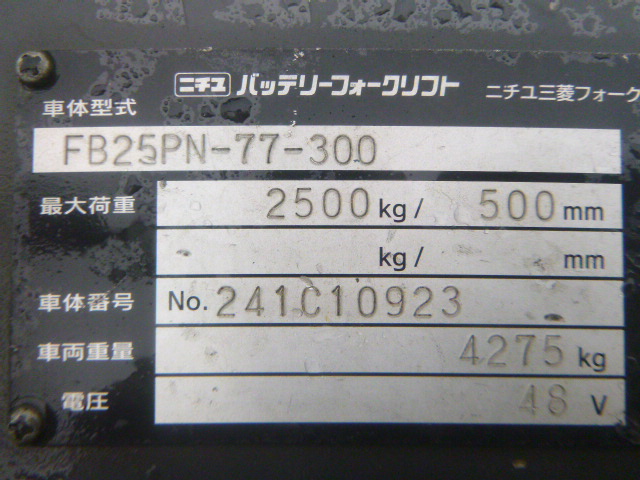 ニチユ バッテリーフォークリフト ニチユ三菱フォーク
車体型式
FB25PN-77-300
最大荷重 2500 kg / 500 mm
kg / mm
車体番号 No. 241C10923
車両重量 4275 kg
電圧 48 V